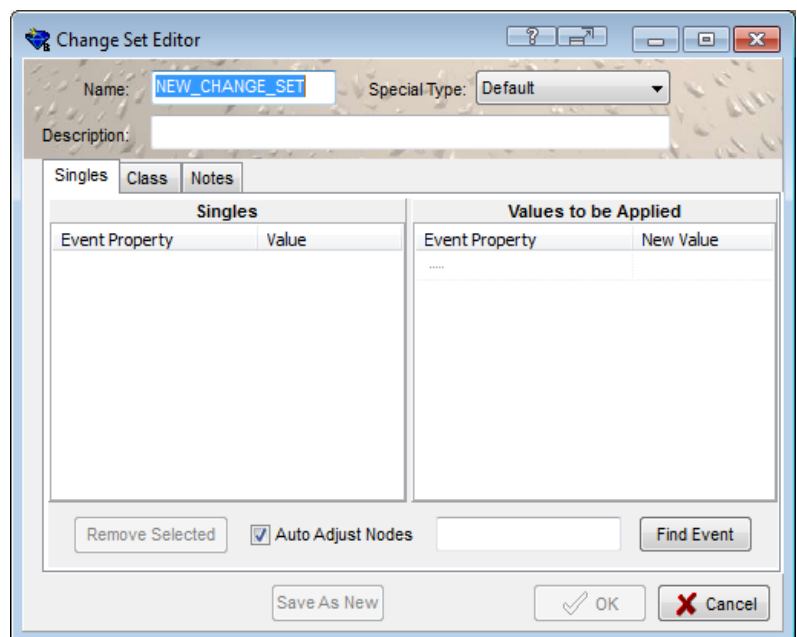 Change Set Editor
Name: NEW_CHANGE_SET Special Type: Default
Description:
Singles Class Notes
Singles Values to be Applied
Event Property Value Event Property New Value
.....
Remove Selected Auto Adjust Nodes Find Event
Save As New OK Cancel